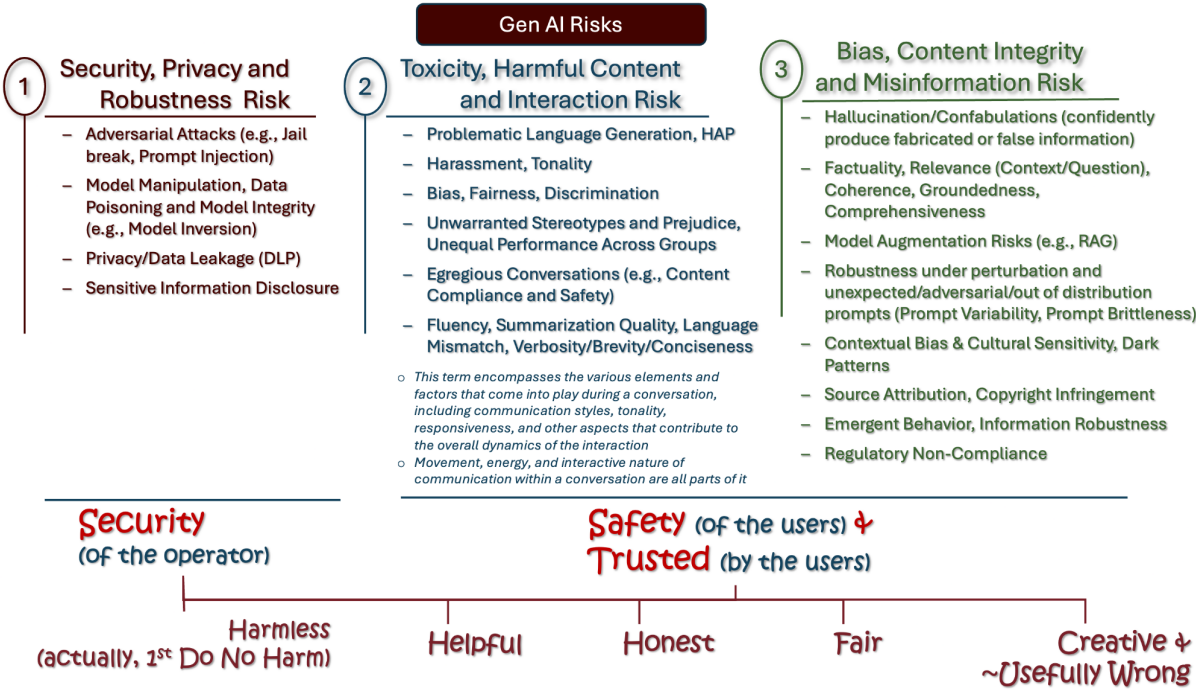 Gen AI Risks
1
Security, Privacy and
Robustness Risk
– Adversarial Attacks (e.g., Jail
break, Prompt Injection)
– Model Manipulation, Data
Poisoning and Model Integrity
(e.g., Model Inversion)
– Privacy/Data Leakage (DLP)
– Sensitive Information Disclosure
2
Toxicity, Harmful Content
and Interaction Risk
– Problematic Language Generation, HAP
– Harassment, Tonality
– Bias, Fairness, Discrimination
– Unwarranted Stereotypes and Prejudice,
Unequal Performance Across Groups
– Egregious Conversations (e.g., Content
Compliance and Safety)
– Fluency, Summarization Quality, Language
Mismatch, Verbosity/Brevity/Conciseness
o This term encompasses the various elements and
factors that come into play during a conversation,
including communication styles, tonality,
responsiveness, and other aspects that contribute to
the overall dynamics of the interaction
o Movement, energy, and interactive nature of
communication within a conversation are all parts of it
3
Bias, Content Integrity
and Misinformation Risk
– Hallucination/Confabulations (confidently
produce fabricated or false information)
– Factuality, Relevance (Context/Question),
Coherence, Groundedness,
Comprehensiveness
– Model Augmentation Risks (e.g., RAG)
– Robustness under perturbation and
unexpected/adversarial/out of distribution
prompts (Prompt Variability, Prompt Brittleness)
– Contextual Bias & Cultural Sensitivity, Dark
Patterns
– Source Attribution, Copyright Infringement
– Emergent Behavior, Information Robustness
– Regulatory Non-Compliance
Security
(of the operator)
Safety (of the users) &
Trusted (by the users)
Harmless
(actually, 1st Do No Harm)
Helpful
Honest
Fair
Creative &
~Usefully Wrong